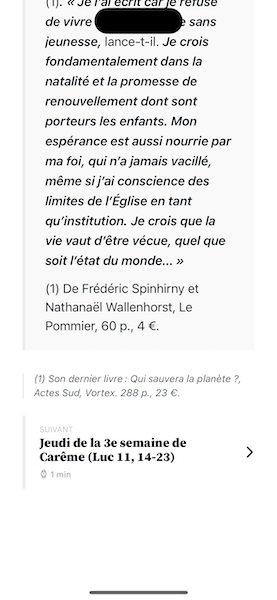 (1). « Je l'ai écrit car je refuse
de vivre sans
jeunesse, lance-t-il. Je crois
fondamentalement dans la
natalité et la promesse de
renouvellement dont sont
porteurs les enfants. Mon
espérance est aussi nourrie par
ma foi, qui n'a jamais vacillé,
même si j'ai conscience des
limites de l'Église en tant
qu'institution. Je crois que la
vie vaut d'être vécue, quel que
soit l'état du monde... »
(1) De Frédéric Spinhirny et
Nathanaël Wallenhorst, Le
Pommier, 60 p., 4 €.
(1) Son dernier livre : Qui sauvera la planète ?,
Actes Sud, Vortex. 288 p., 23 €.
SUIVANT
Jeudi de la 3e semaine de
Carême (Luc 11, 14-23)
1 min